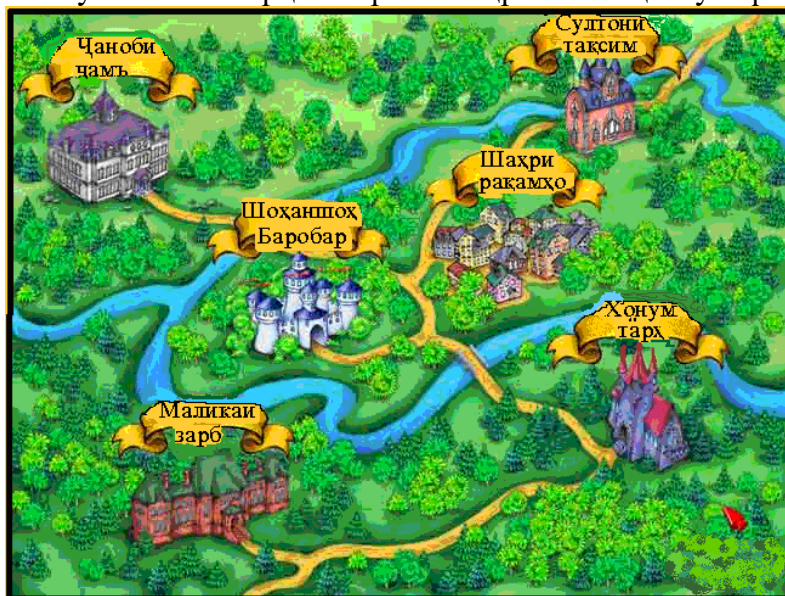 Ҷаноби
ҷамъ
Султони
тақсим
Шаҳри
рақамҳо
Шоҳаншоҳ
Баробар
Хонум
тарҳ
Маликаи
зарб